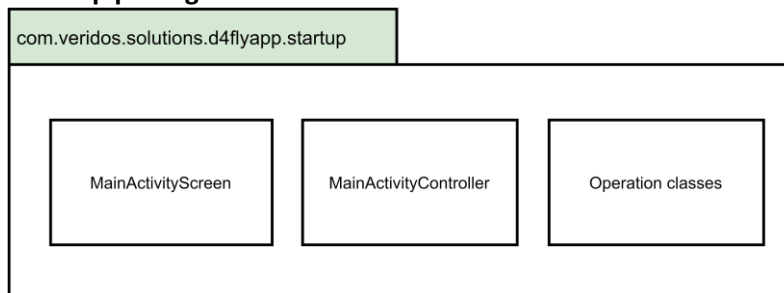 com.veridos.solutions.d4flyapp.startup
MainActivityScreen
MainActivityController
Operation classes